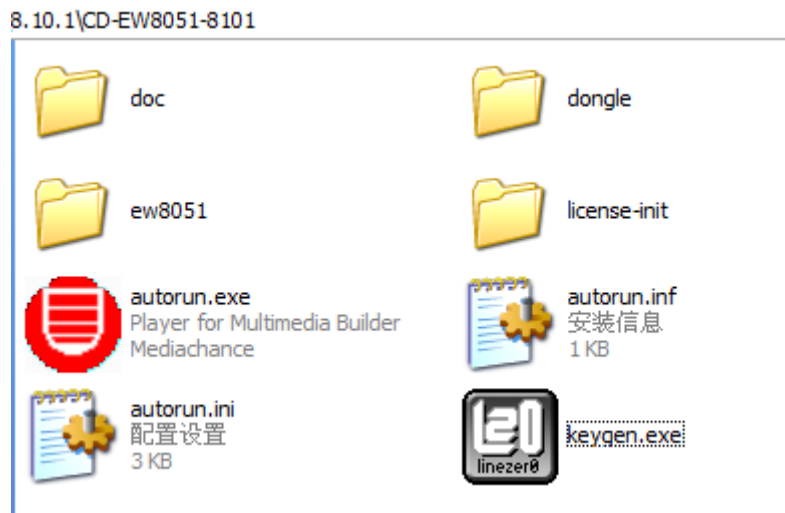 8.10.1\CD-EW8051-8101
doc
dongle
ew8051
license-init
autorun.exe
Player for Multimedia Builder
Mediachance
autorun.inf
安装信息
1 KB
autorun.ini
配置设置
3 KB
linezer0
keygen.exe